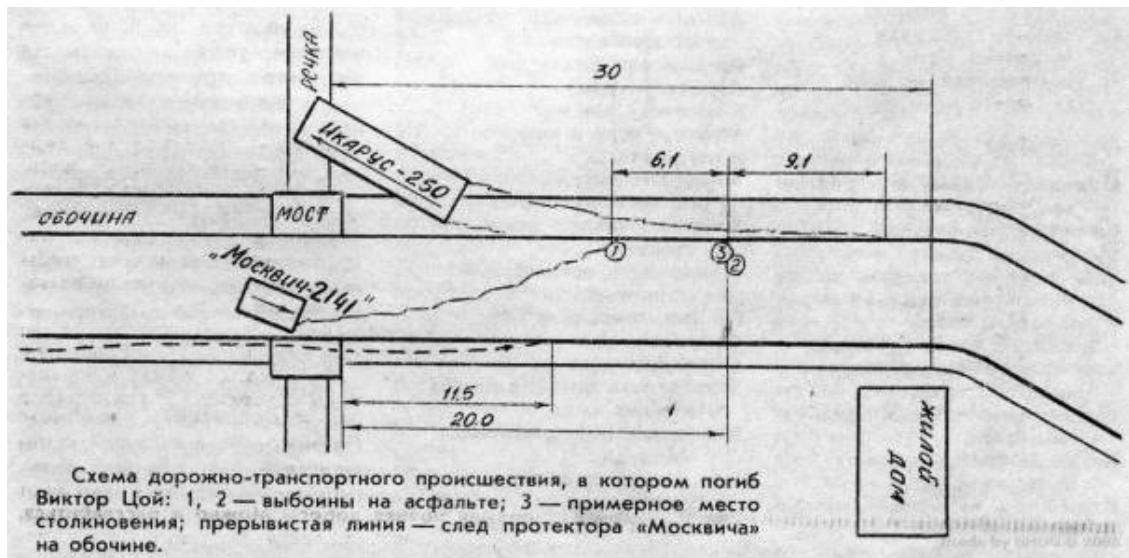 РЕЧКА
30
ИКАРУС-250
6.1
9.1
ОБОЧИНА
МОСТ
1
3
2
„Москвич-2141"
11.5
20.0
ЖИЛОЙ
ДОМ
Схема дорожно-транспортного происшествия, в котором погиб
Виктор Цой: 1, 2 — выбоины на асфальте; 3 — примерное место
столкновения; прерывистая линия — след протектора «Москвича»
на обочине.